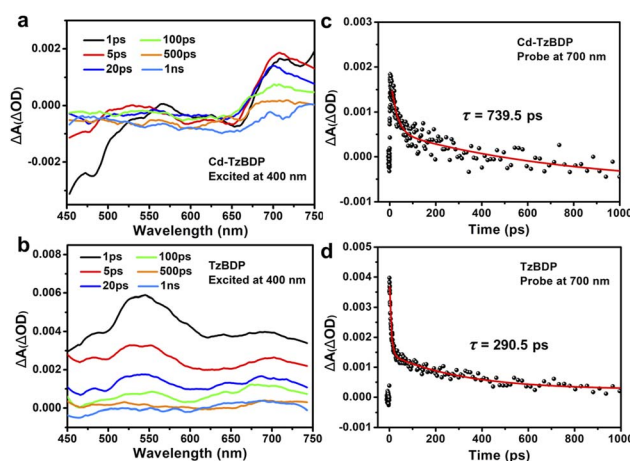 a
1ps 100ps
5ps 500ps
20ps 1ns
Cd-TzBDP
Excited at 400 nm
ΔA(ΔOD)
0.002
0.000
-0.002
450 500 550 600 650 700 750
Wavelength (nm)
b
1ps 100ps
5ps 500ps
20ps 1ns
TzBDP
Excited at 400 nm
ΔA(ΔOD)
0.008
0.006
0.004
0.002
0.000
450 500 550 600 650 700 750
Wavelength (nm)
c
Cd-TzBDP
Probe at 700 nm
τ = 739.5 ps
ΔA(ΔOD)
0.003
0.002
0.001
0.000
-0.001
0 200 400 600 800 1000
Time (ps)
d
TzBDP
Probe at 700 nm
τ = 290.5 ps
ΔA(ΔOD)
0.005
0.004
0.003
0.002
0.001
0.000
-0.001
0 200 400 600 800 1000
Time (ps)